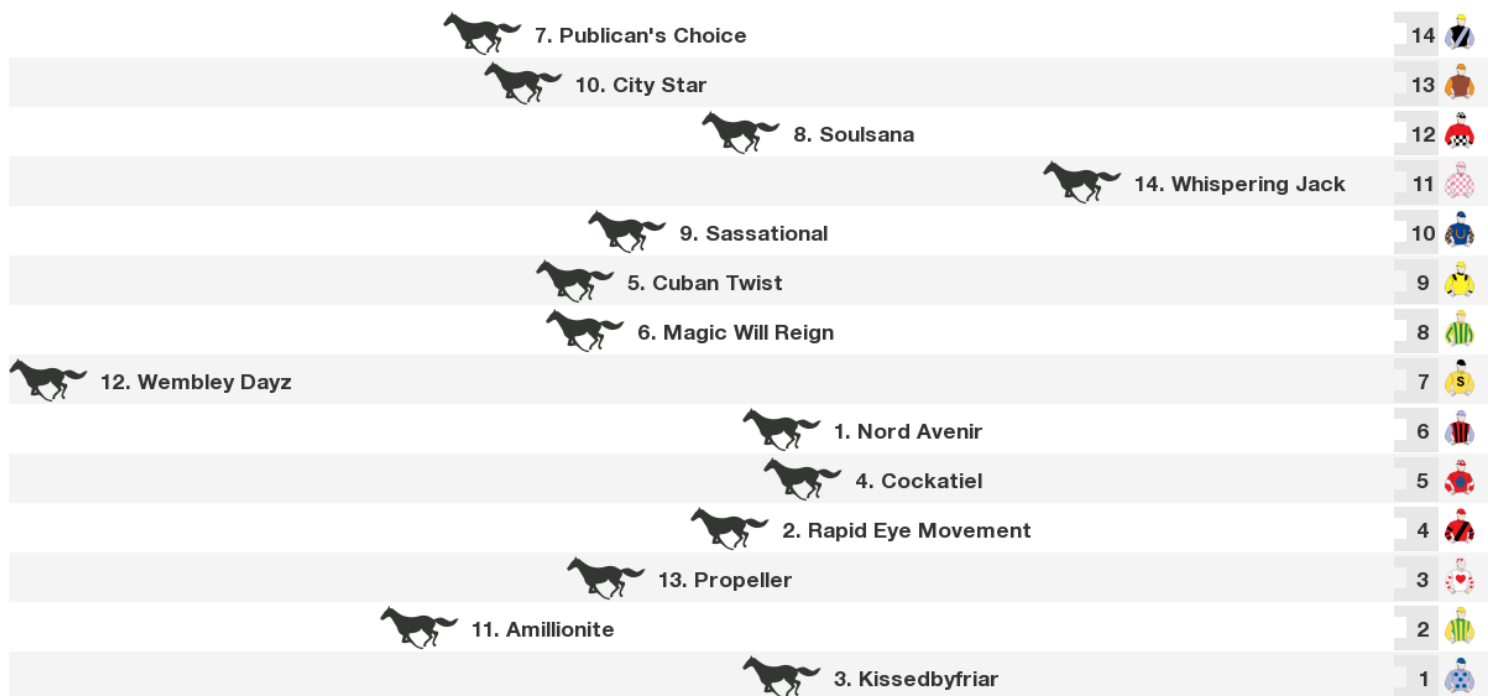 7. Publican's Choice 14
10. City Star 13
8. Soulsana 12
14. Whispering Jack 11
9. Sassational 10
5. Cuban Twist 9
6. Magic Will Reign 8
12. Wembley Dayz 7 S
1. Nord Avenir 6
4. Cockatiel 5
2. Rapid Eye Movement 4
13. Propeller 3
11. Amillionite 2
3. Kissedbyfriar 1